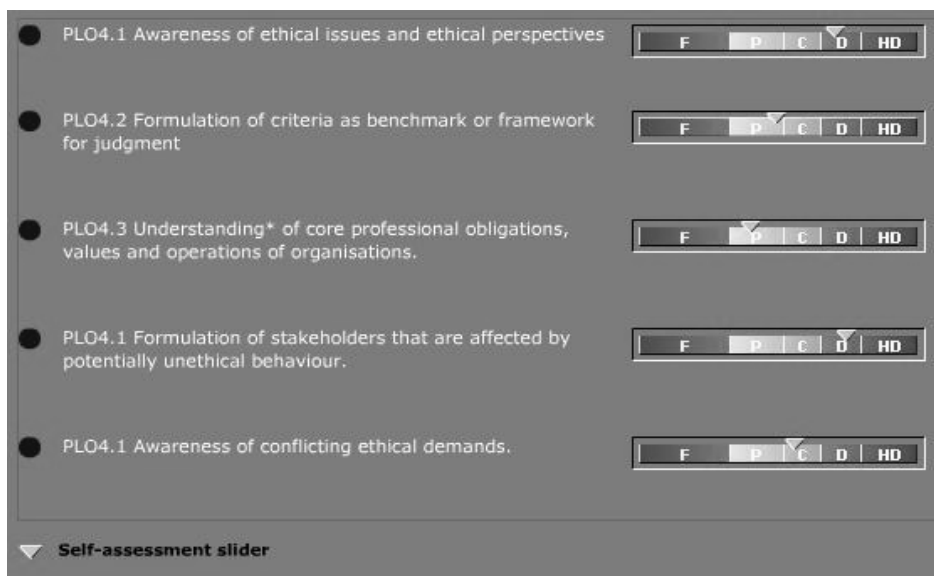 PLO4.1 Awareness of ethical issues and ethical perspectives
F P C D HD
PLO4.2 Formulation of criteria as benchmark or framework
for judgment
F P C D HD
PLO4.3 Understanding* of core professional obligations,
values and operations of organisations.
F P C D HD
PLO4.1 Formulation of stakeholders that are affected by
potentially unethical behaviour.
F P C D HD
PLO4.1 Awareness of conflicting ethical demands.
F P C D HD
Self-assessment slider